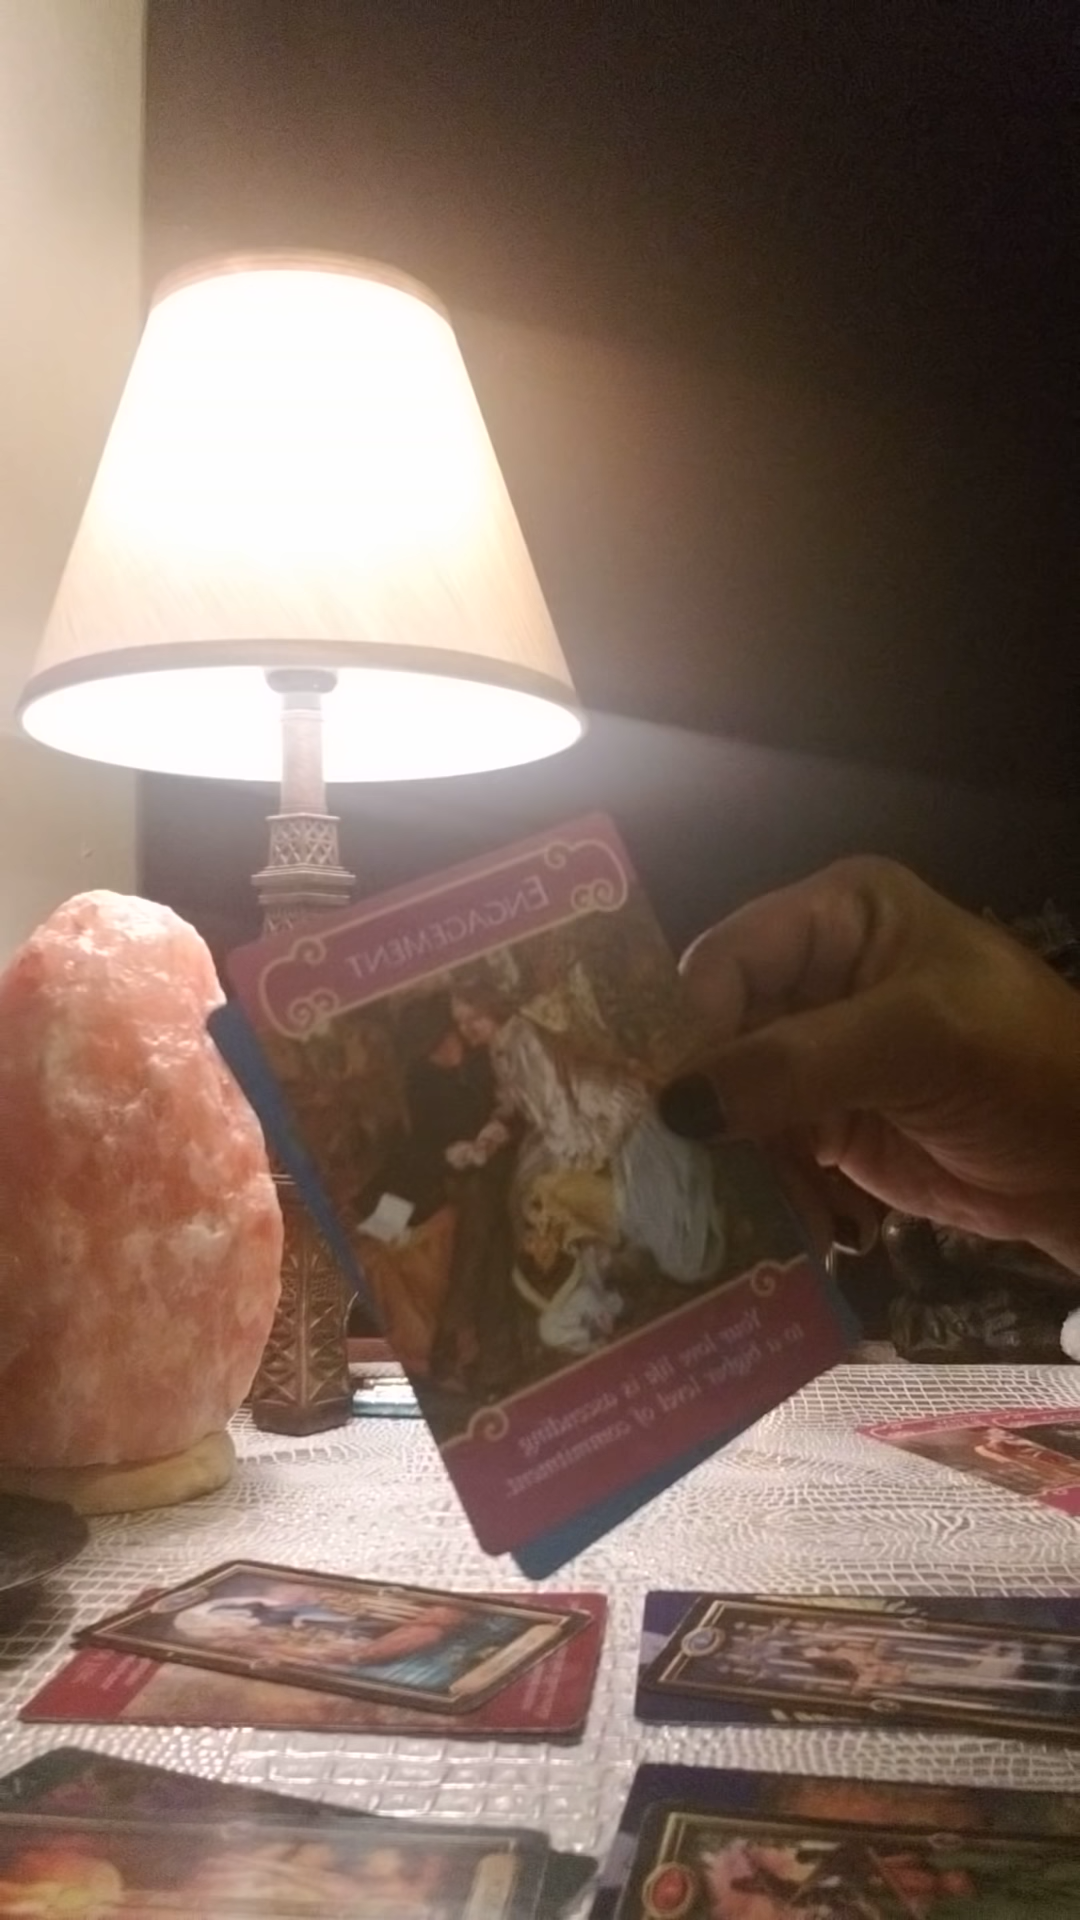 ENGAGEMENT
Your love life is ascending
to a higher level of commitment.